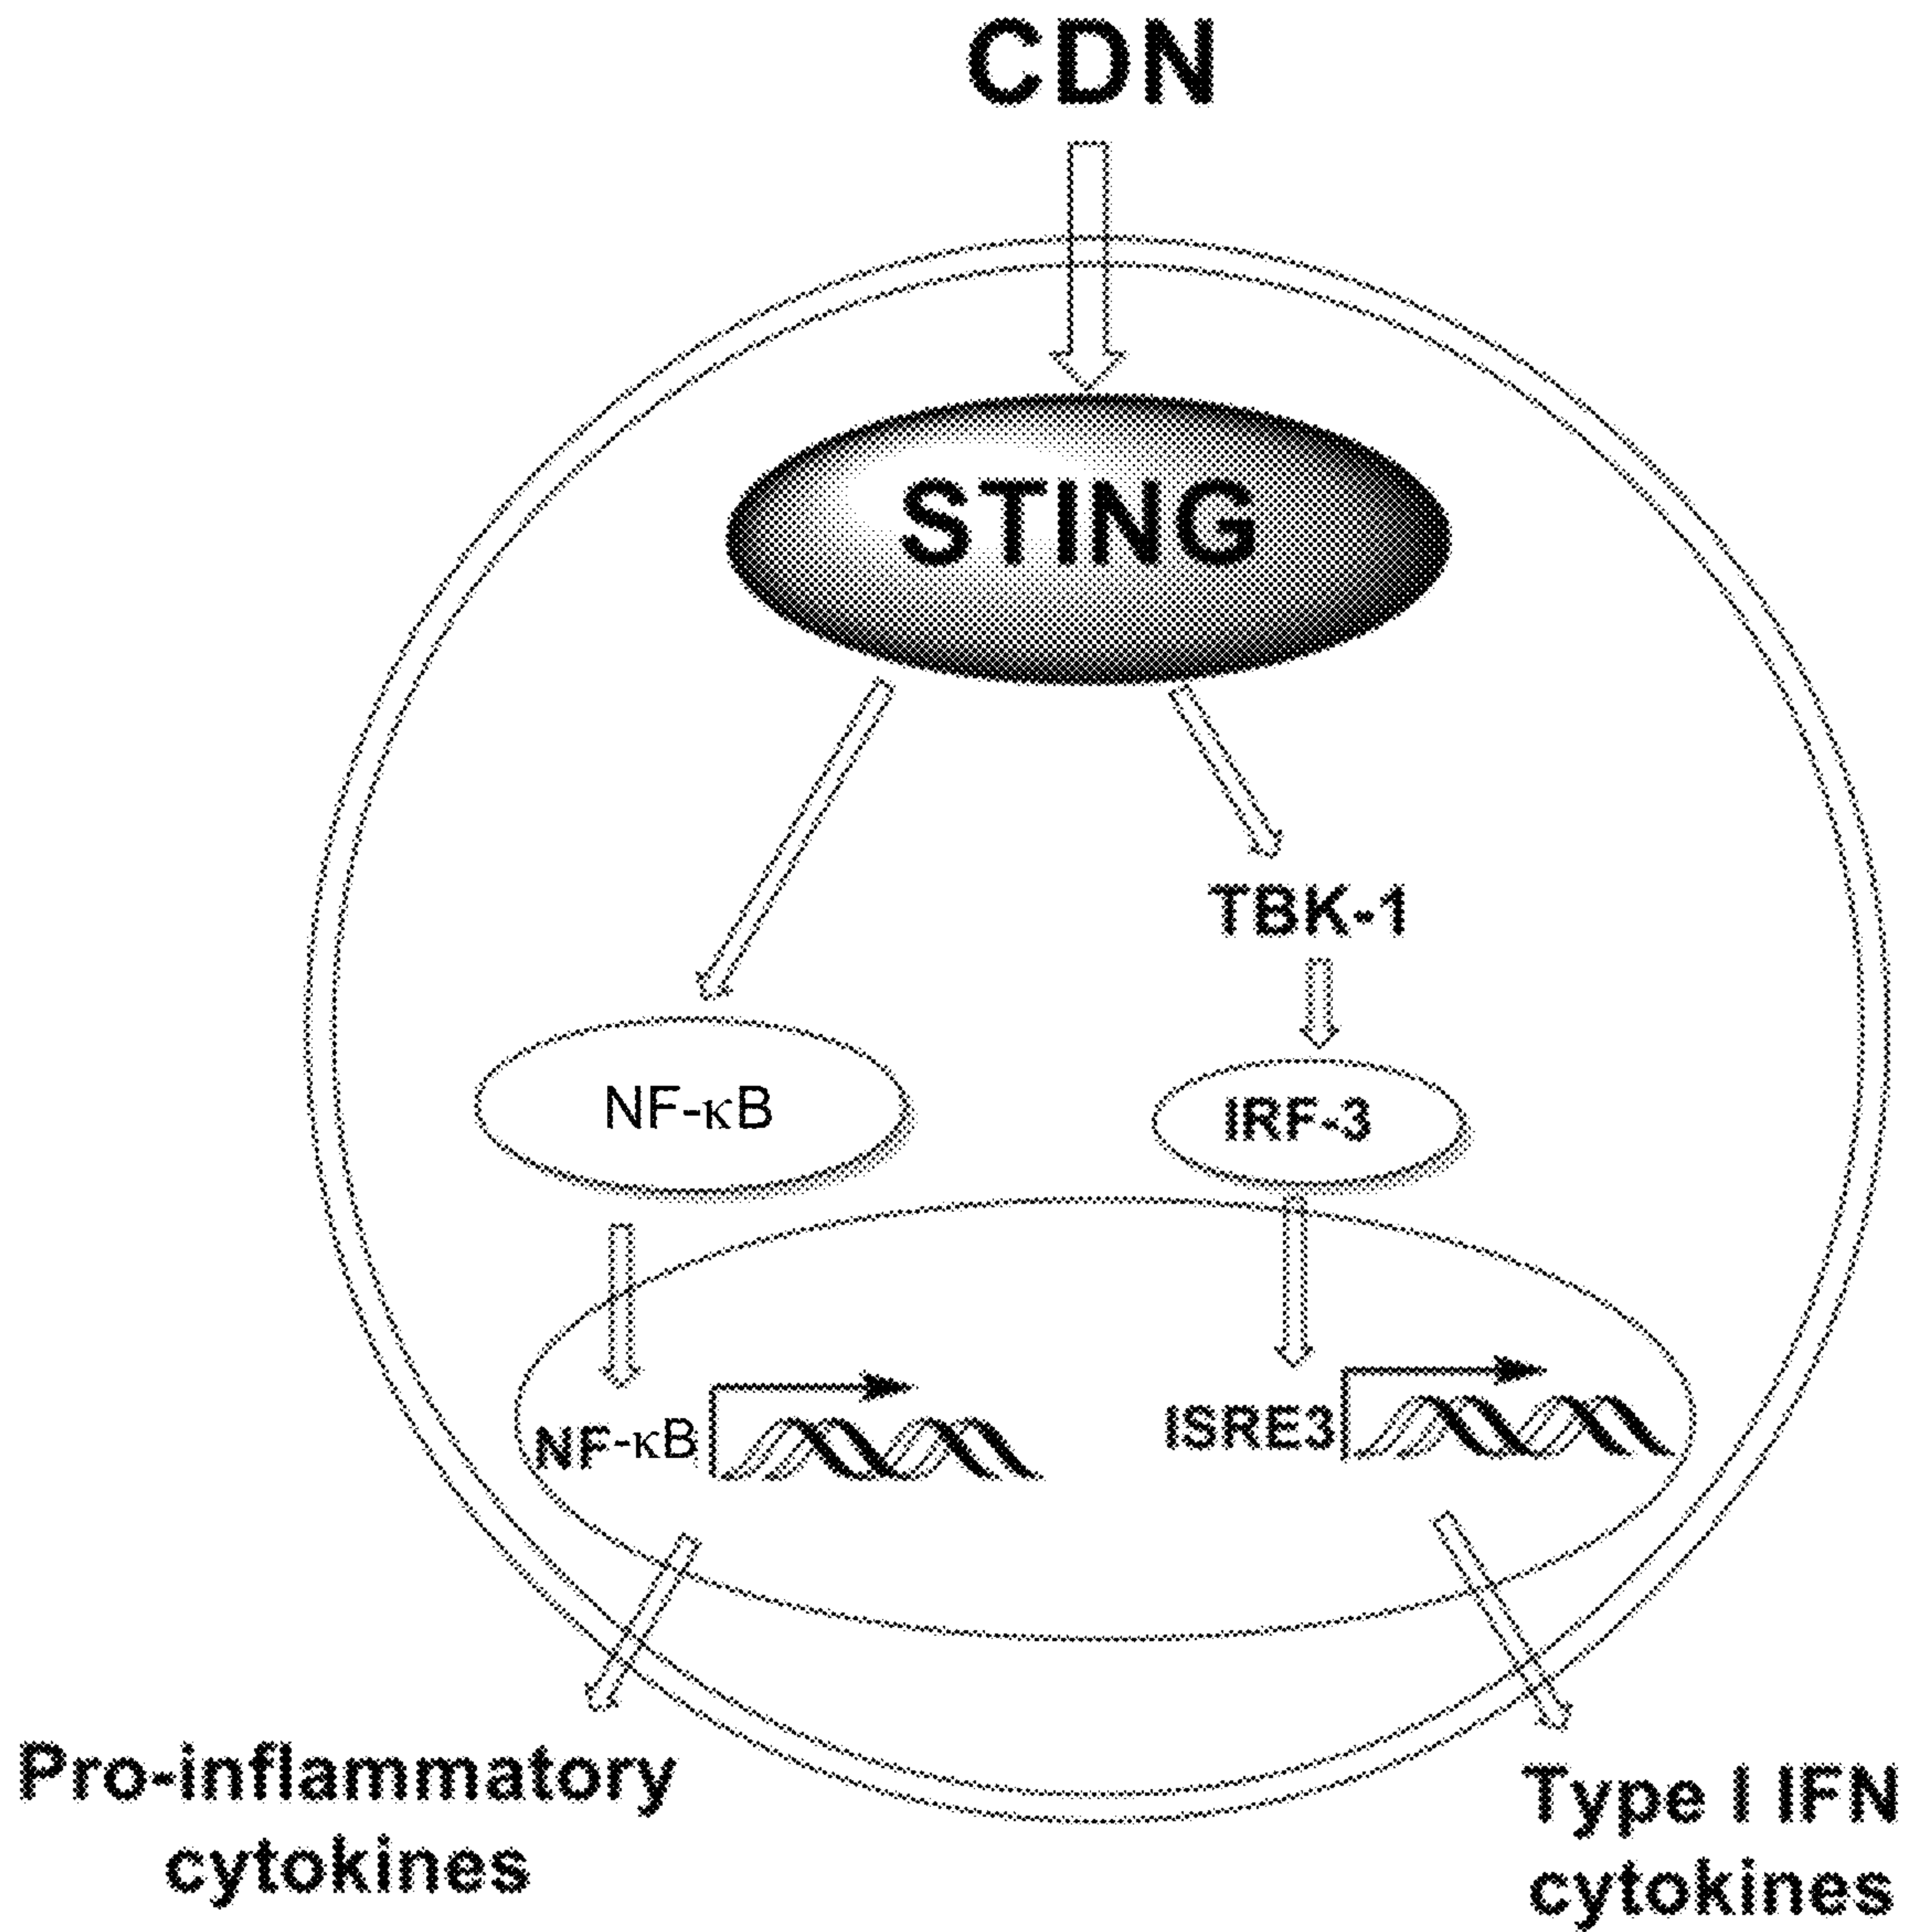 CDN
STING
TBK-1
NF-κB
IRF-3
NF-κB
ISRE3
Pro-inflammatory
cytokines
Type I IFN
cytokines